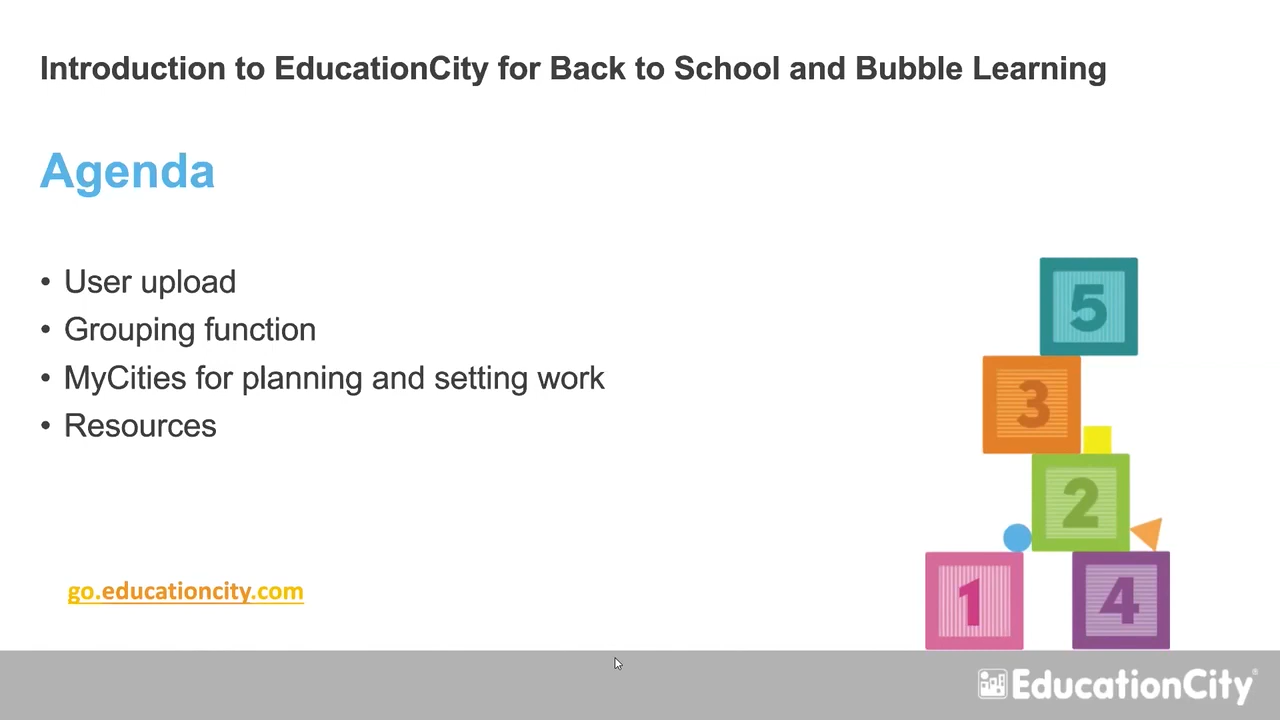 Introduction to EducationCity for Back to School and Bubble Learning
Agenda
• User upload
• Grouping function
• MyCities for planning and setting work
• Resources
5
3
2
1
4
go.educationcity.com
EducationCity®